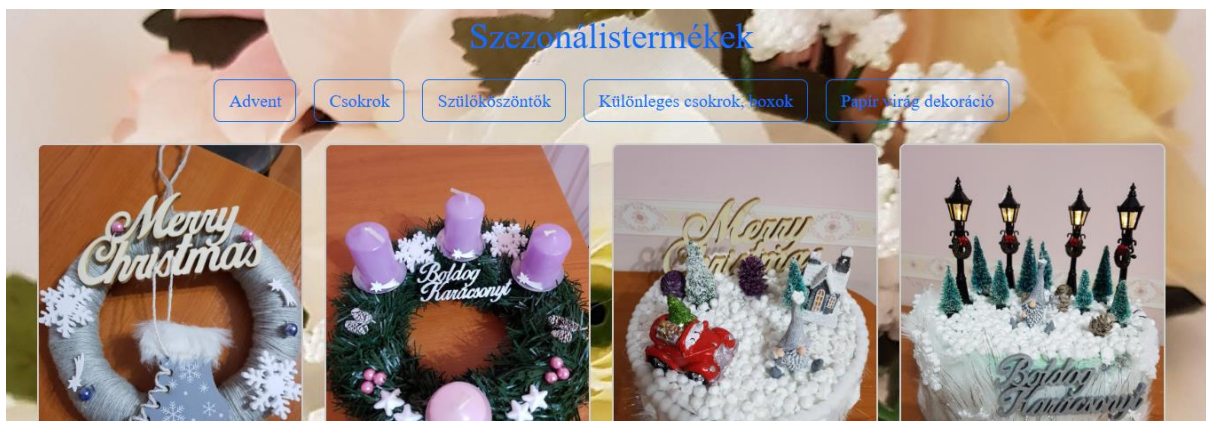 Szezonálistermékek
Advent
Csokrok
Szülőköszöntők
Különleges csokrok, boxok
Papír virág dekoráció
Merry
Christmas
Boldog
Karácsonyt
Merry
Christmas
Boldog
Karácsonyt